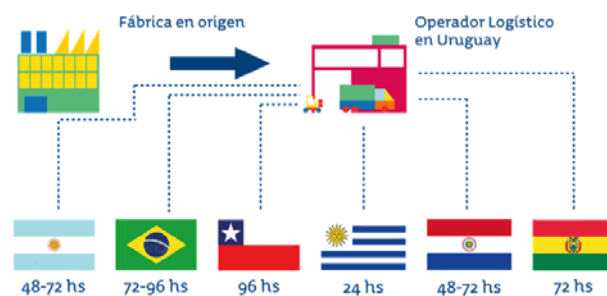 Fábrica en origen
Operador Logístico
en Uruguay
48-72 hs
72-96 hs
96 hs
24 hs
48-72 hs
72 hs